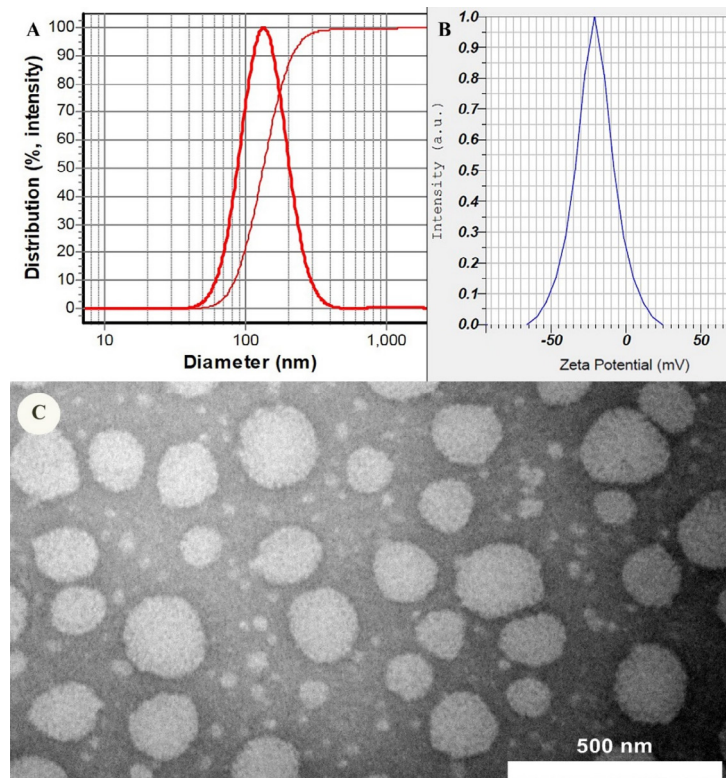 A
Distribution (%, intensity)
100
90
80
70
60
50
40
30
20
10
0
10 100 1,000
Diameter (nm)
B
Intensity (a.u.)
1.0
0.9
0.8
0.7
0.6
0.5
0.4
0.3
0.2
0.1
0.0
-50 0 50
Zeta Potential (mV)
C
500 nm